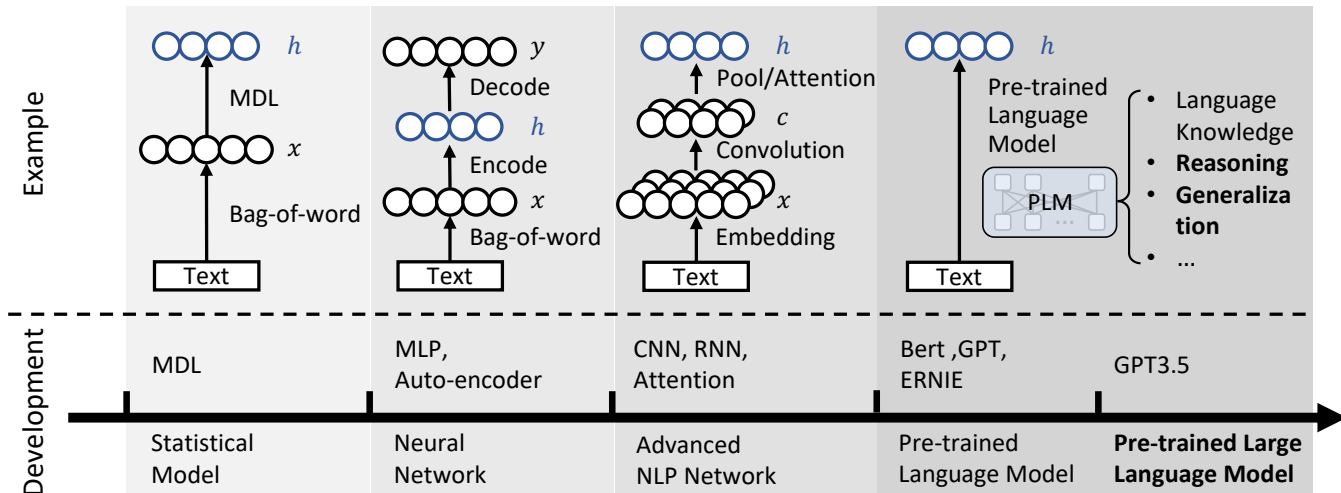 Example
h
MDL
x
Bag-of-word
Text
y
Decode
h
Encode
x
Bag-of-word
Text
h
Pool/Attention
c
Convolution
x
Embedding
Text
h
Pre-trained
Language
Model
PLM
...
Text
• Language
Knowledge
• Reasoning
• Generaliza
tion
• ...
Development
MDL
MLP,
Auto-encoder
CNN, RNN,
Attention
Bert ,GPT,
ERNIE
GPT3.5
Statistical
Model
Neural
Network
Advanced
NLP Network
Pre-trained
Language Model
Pre-trained Large
Language Model